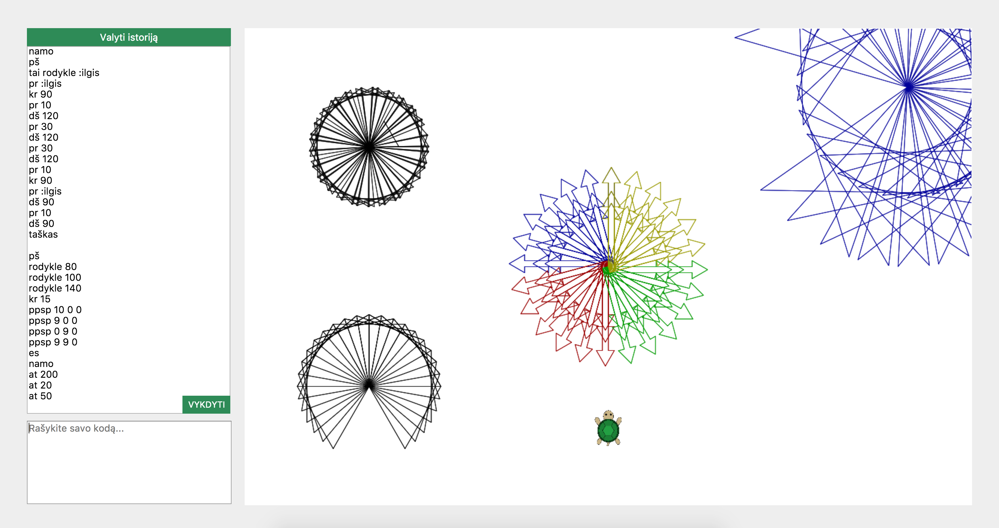 Valyti istoriją
namo
pš
tai rodykle :ilgis
pr :ilgis
kr 90
pr 10
dš 120
pr 30
dš 120
pr 30
dš 120
pr 10
kr 90
pr :ilgis
dš 90
pr 10
dš 90
taškas
pš
rodykle 80
rodykle 100
rodykle 140
kr 15
ppsp 10 0 0
ppsp 9 0 0
ppsp 0 9 0
ppsp 9 9 0
es
namo
at 200
at 20
at 50
VYKDYTI
Rašykite savo kodą...